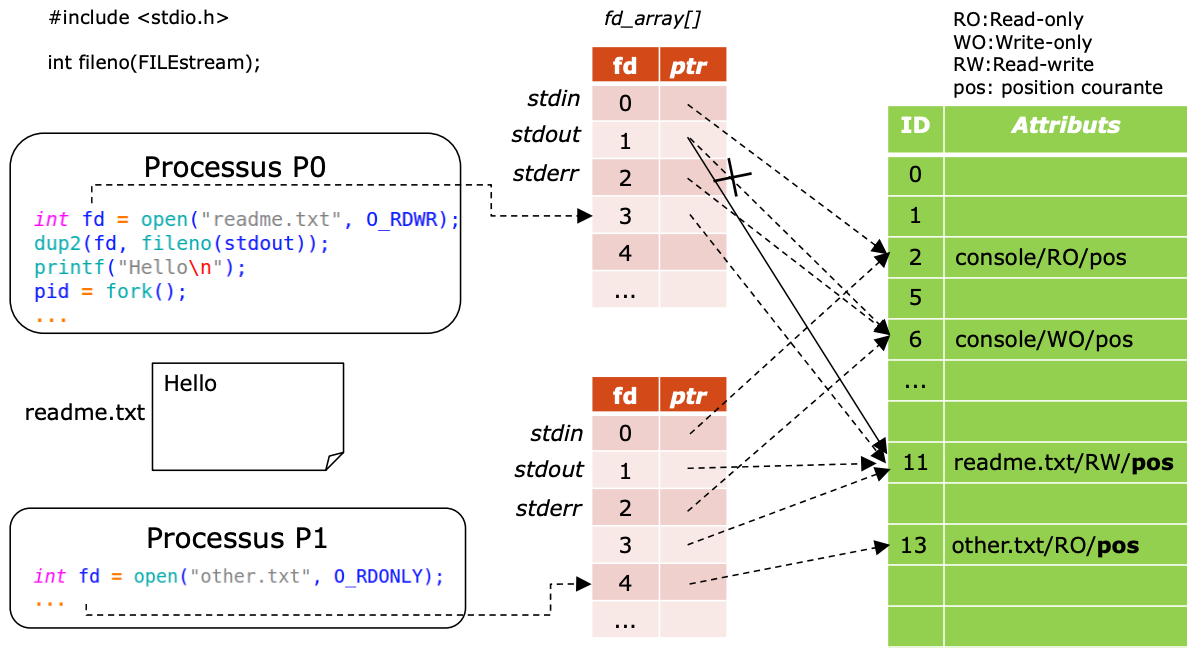 #include <stdio.h>
int fileno(FILEstream);
fd_array[]
RO:Read-only
WO:Write-only
RW:Read-write
pos: position courante
Processus P0
int fd = open("readme.txt", O_RDWR);
dup2(fd, fileno(stdout));
printf("Hello\n");
pid = fork();
...
fd ptr
stdin 0
stdout 1
stderr 2
3
4
...
ID Attributs
0
1
2 console/RO/pos
5
6 console/WO/pos
...
11 readme.txt/RW/pos
13 other.txt/RO/pos
readme.txt
Hello
fd ptr
stdin 0
stdout 1
stderr 2
3
4
...
Processus P1
int fd = open("other.txt", O_RDONLY);
...